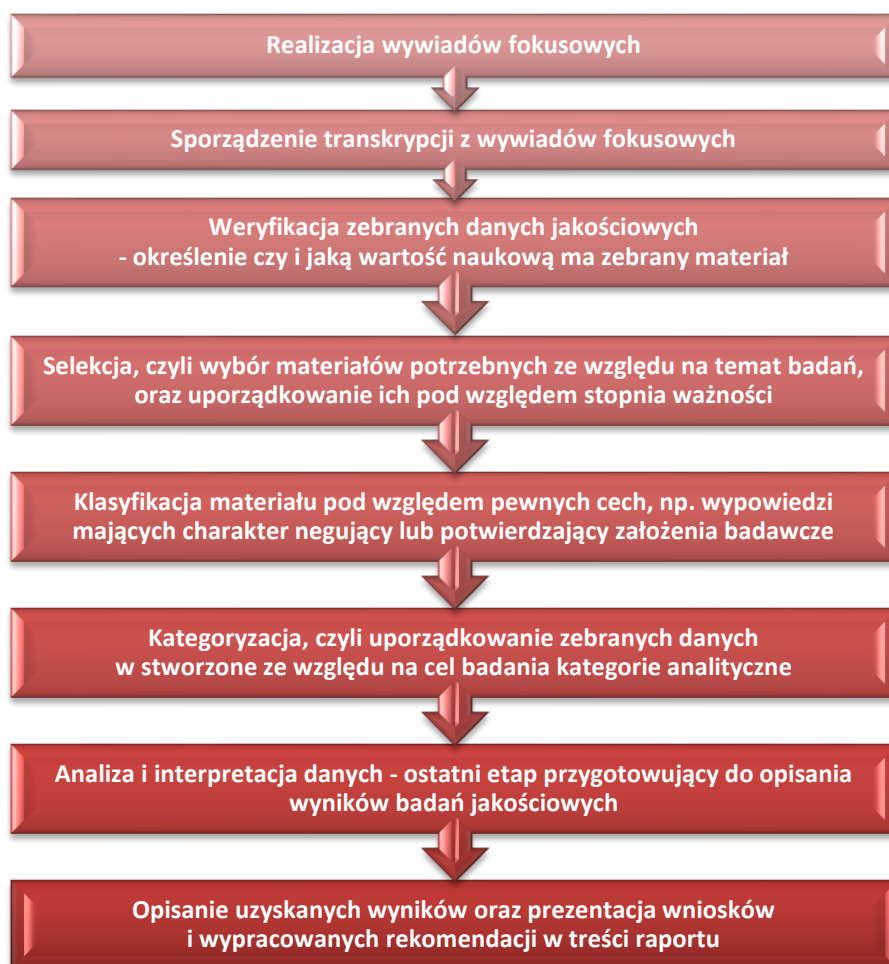 Realizacja wywiadów fokusowych
Sporządzenie transkrypcji z wywiadów fokusowych
Weryfikacja zebranych danych jakościowych
- określenie czy i jaką wartość naukową ma zebrany materiał
Selekcja, czyli wybór materiałów potrzebnych ze względu na temat badań,
oraz uporządkowanie ich pod względem stopnia ważności
Klasyfikacja materiału pod względem pewnych cech, np. wypowiedzi
mających charakter negujący lub potwierdzający założenia badawcze
Kategoryzacja, czyli uporządkowanie zebranych danych
w stworzone ze względu na cel badania kategorie analityczne
Analiza i interpretacja danych - ostatni etap przygotowujący do opisania
wyników badań jakościowych
Opisanie uzyskanych wyników oraz prezentacja wniosków
i wypracowanych rekomendacji w treści raportu